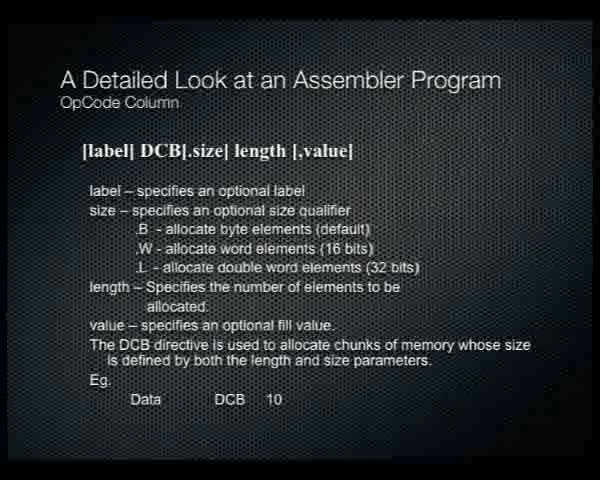 A Detailed Look at an Assembler Program
OpCode Column
[label] DCB[.size] length [,value]
label – specifies an optional label
size – specifies an optional size qualifier
.B - allocate byte elements (default)
.W - allocate word elements (16 bits)
.L - allocate double word elements (32 bits)
length – Specifies the number of elements to be
allocated.
value – specifies an optional fill value.
The DCB directive is used to allocate chunks of memory whose size
is defined by both the length and size parameters.
Eg.
Data DCB 10